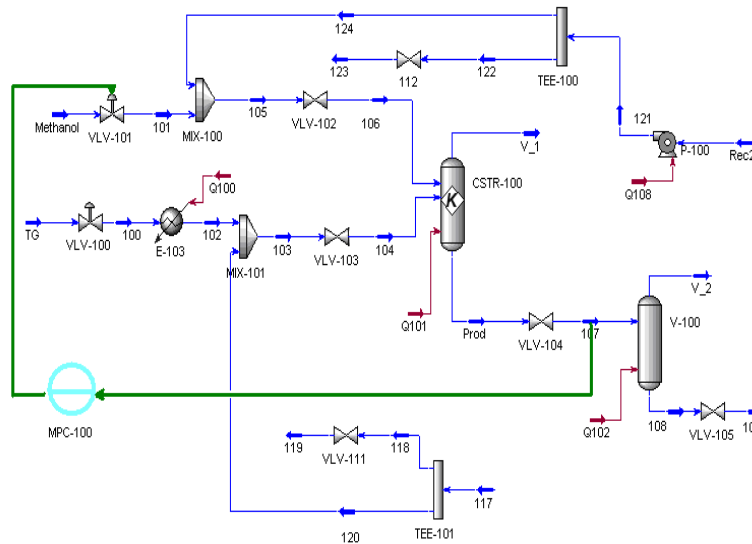 124
123
112
122
TEE-100
121
P-100
Rec2
Q108
Methanol
VLV-101
101
MIX-100
105
VLV-102
106
V_1
CSTR-100
K
Q100
TG
VLV-100
100
E-103
102
MIX-101
103
VLV-103
104
Q101
Prod
VLV-104
107
V_2
V-100
Q102
108
VLV-105
MPC-100
119
VLV-111
118
117
120
TEE-101